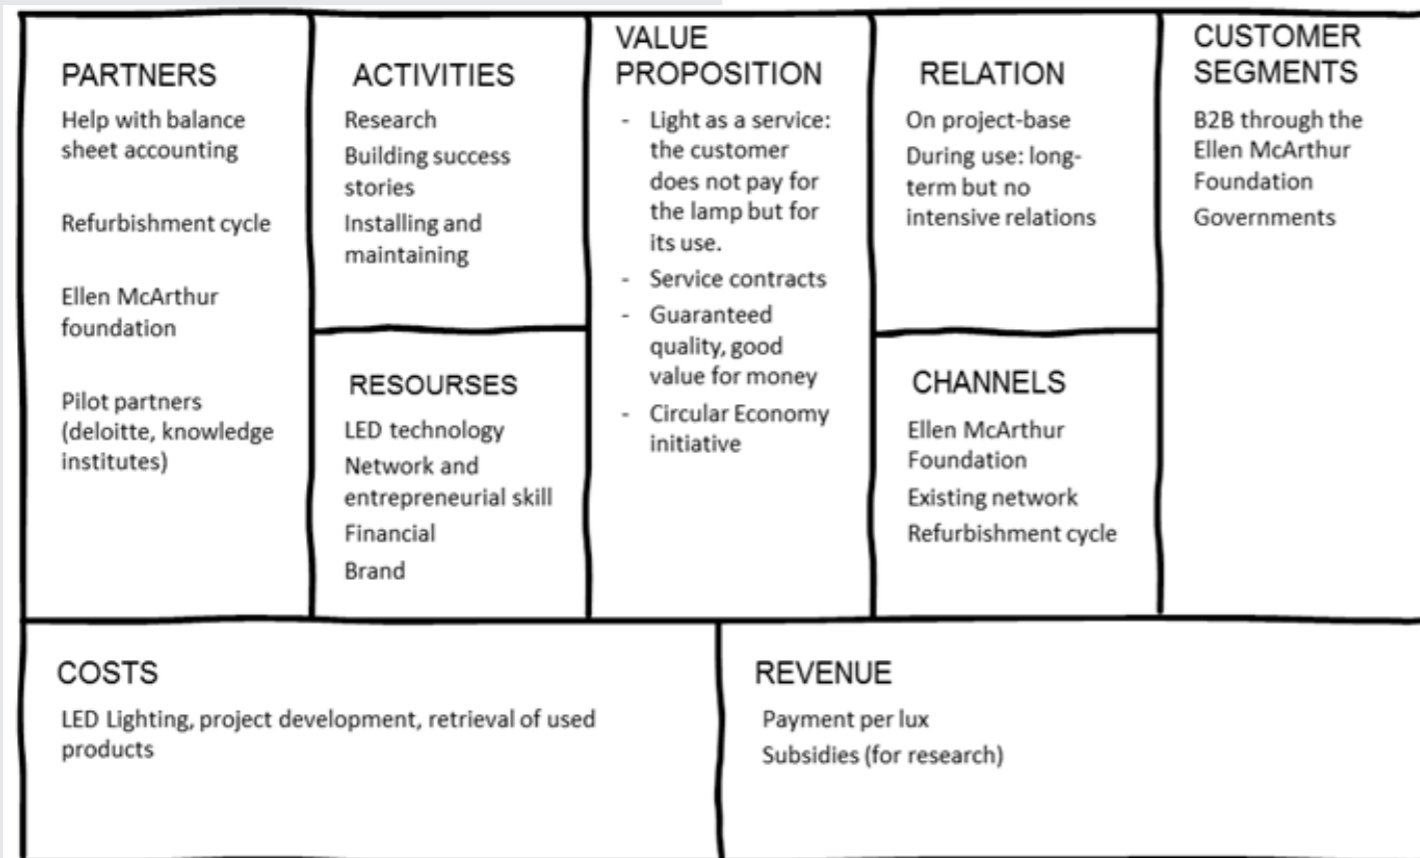 PARTNERS
Help with balance
sheet accounting
Refurbishment cycle
Ellen McArthur
foundation
Pilot partners
(deloitte, knowledge
institutes)
ACTIVITIES
Research
Building success
stories
Installing and
maintaining
RESOURSES
LED technology
Network and
entrepreneurial skill
Financial
Brand
VALUE
PROPOSITION
- Light as a service:
the customer
does not pay for
the lamp but for
its use.
- Service contracts
- Guaranteed
quality, good
value for money
- Circular Economy
initiative
RELATION
On project-base
During use: long-
term but no
intensive relations
CHANNELS
Ellen McArthur
Foundation
Existing network
Refurbishment cycle
CUSTOMER
SEGMENTS
B2B through the
Ellen McArthur
Foundation
Governments
COSTS
LED Lighting, project development, retrieval of used
products
REVENUE
Payment per lux
Subsidies (for research)